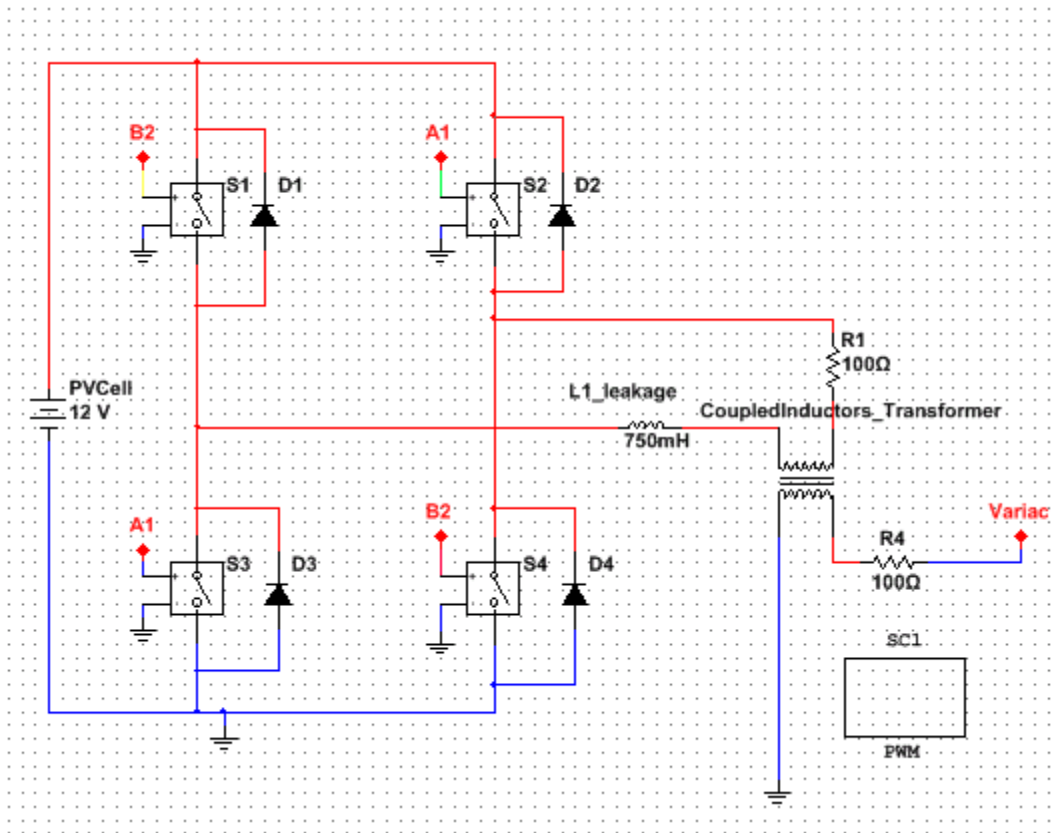 B2
A1
S1
D1
S2
D2
R1
100Ω
PVCell
12 V
L1_leakage
CoupledInductors_Transformer
750mH
A1
B2
Variac
S3
D3
S4
D4
R4
100Ω
SC1
PWM